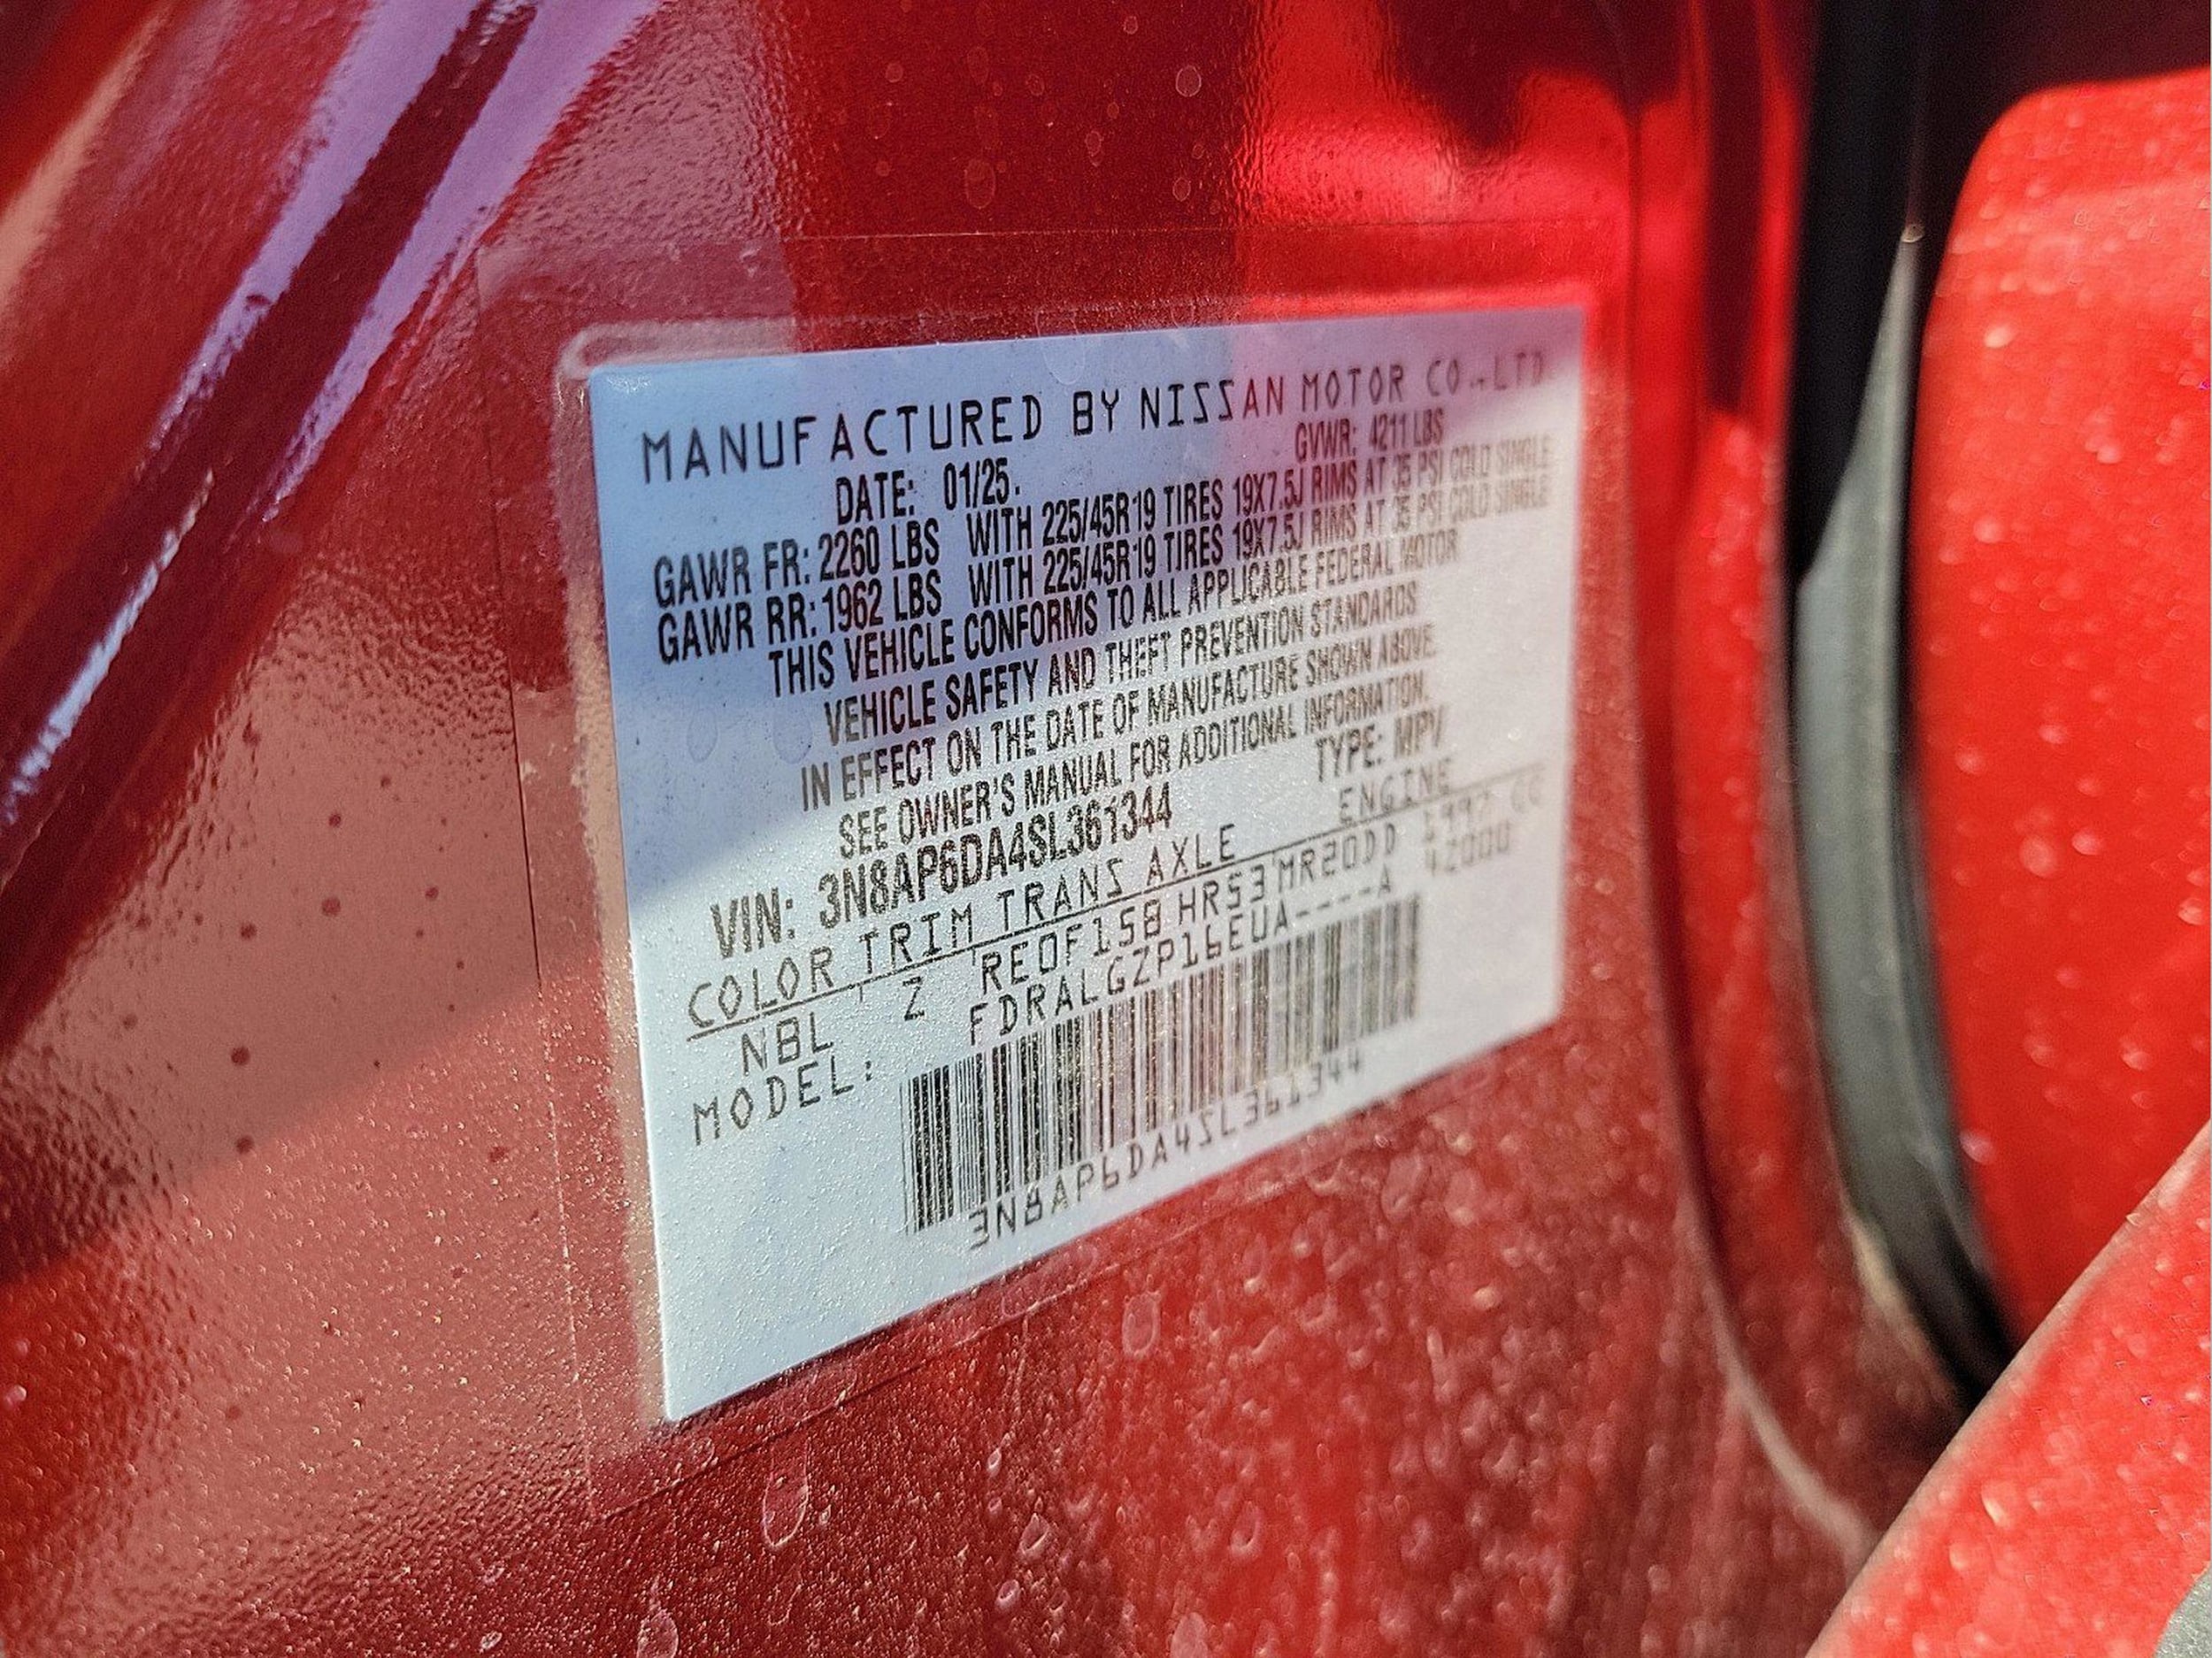 MANUFACTURED BY NISSAN MOTOR CO.,LTD
DATE: 01/25. GVWR: 4211 LBS
GAWR FR: 2260 LBS WITH 225/45R19 TIRES 19X7.5J RIMS AT 35 PSI COLD SINGLE
GAWR RR: 1962 LBS WITH 225/45R19 TIRES 19X7.5J RIMS AT 35 PSI COLD SINGLE
THIS VEHICLE CONFORMS TO ALL APPLICABLE FEDERAL MOTOR
VEHICLE SAFETY AND THEFT PREVENTION STANDARDS
IN EFFECT ON THE DATE OF MANUFACTURE SHOWN ABOVE.
SEE OWNER'S MANUAL FOR ADDITIONAL INFORMATION.
VIN: 3N8AP6DA4SL361344 TYPE: MPV
COLOR TRIM TRANS AXLE ENGINE
NBL Z RE0F15B HR53 MR20DD 1997 CC
MODEL: FDRALGZP16EUA----A 42000
3N8AP6DA4SL361344